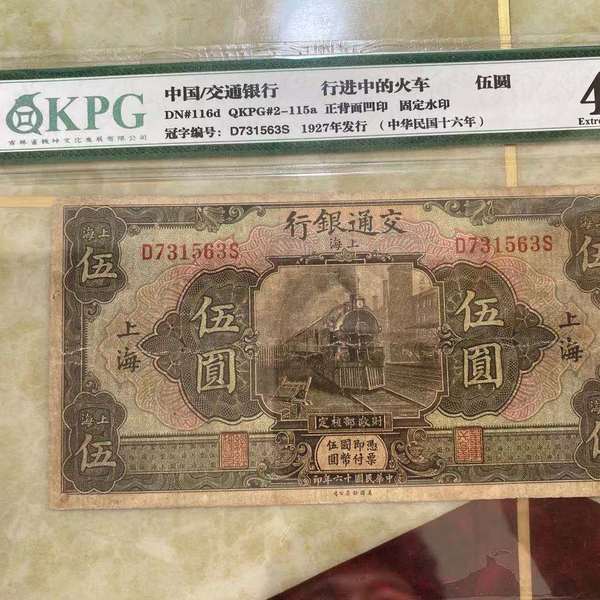 KPG
中国/交通银行 行进中的火车 伍圆 4
DN#116d QKPG#2-115a 正背面凹印 固定水印
冠字编号: D731563S 1927年发行 (中华民国十六年)
Extre
上海
伍
上海
行銀通交
海上
D731563S D731563S
伍圓 伍圓
上海 上海
定核部政財
上海
伍
伍
憑票即付國幣伍圓
印年六十國民華中